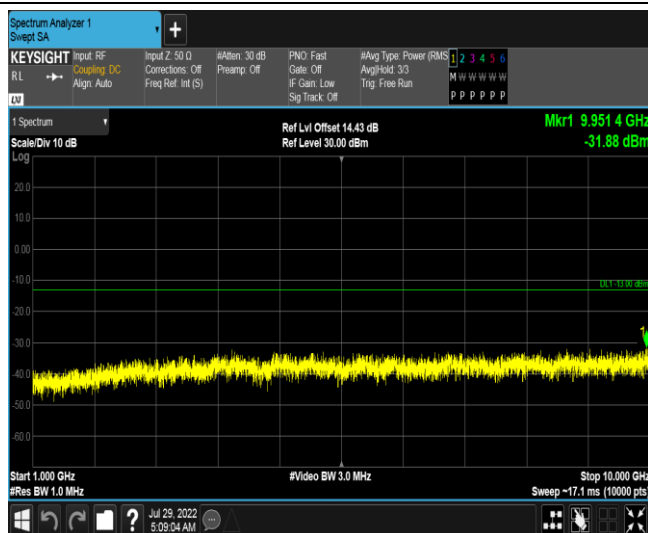 Spectrum Analyzer 1
Swept SA
KEYSIGHT
RL
LXI
Input: RF
Coupling: DC
Align: Auto
Input Z: 50 Ω
Corrections: Off
Freq Ref: Int (S)
#Atten: 30 dB
Preamp: Off
PNO: Fast
Gate: Off
IF Gain: Low
Sig Track: Off
#Avg Type: Power (RMS
Avg|Hold: 3/3
Trig: Free Run
1 2 3 4 5 6
M W W W W W
P P P P P P
1 Spectrum
Scale/Div 10 dB
Ref Lvl Offset 14.43 dB
Ref Level 30.00 dBm
Mkr1 9.951 4 GHz
-31.88 dBm
Log
20.0
10.0
0.00
-10.0
DL1 -13.00 dBm
-20.0
-30.0
1
-40.0
-50.0
-60.0
Start 1.000 GHz
#Res BW 1.0 MHz
#Video BW 3.0 MHz
Stop 10.000 GHz
Sweep ~17.1 ms (10000 pts)
?
Jul 29, 2022
5:09:04 AM